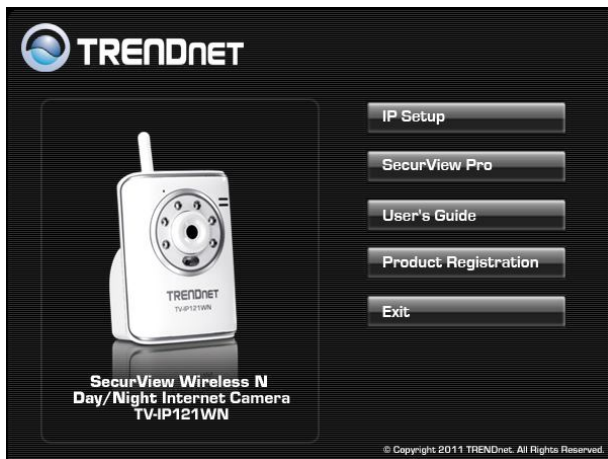 TRENDNET
IP Setup
SecurView Pro
User's Guide
Product Registration
Exit
TRENDNET
TV-IP121WN
SecurView Wireless N
Day/Night Internet Camera
TV-IP121WN
© Copyright 2011 TRENDnet. All Rights Reserved.